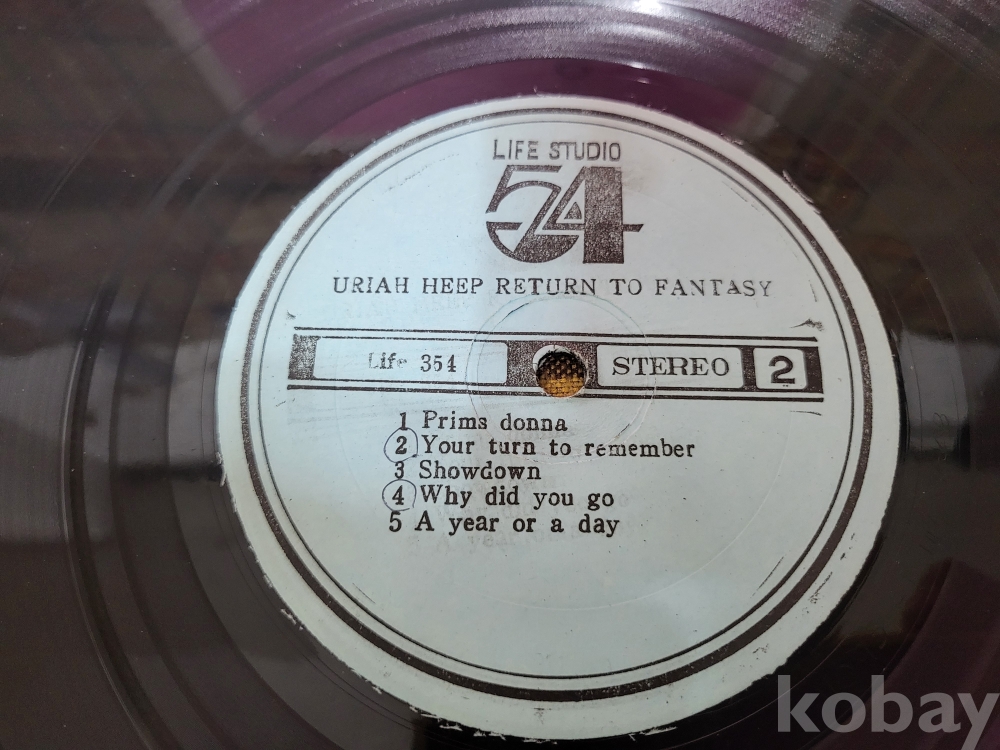 LIFE STUDIO
54
URIAH HEEP RETURN TO FANTASY
Life 354 STEREO 2
1 Prims donna
2 Your turn to remember
3 Showdown
4 Why did you go
5 A year or a day
kobay